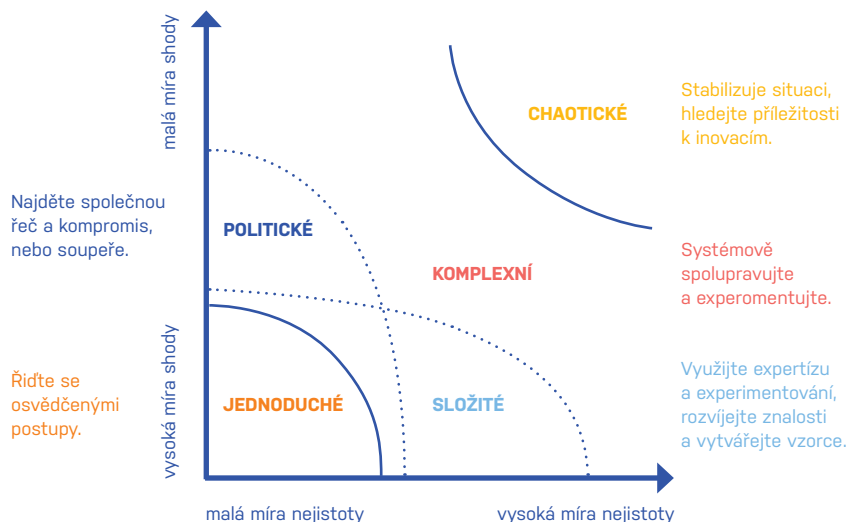 malá míra shody
CHAOTICKÉ
Stabilizuje situaci,
hledejte příležitosti
k inovacím.
Najděte společnou
řeč a kompromis,
nebo soupeře.
POLITICKÉ
KOMPLEXNÍ
Systémově
spolupravujte
a experomentujte.
vysoká míra shody
Řiďte se
osvědčenými
postupy.
JEDNODUCHÉ
SLOŽITÉ
Využijte expertízu
a experimentování,
rozvíjejte znalosti
a vytvářejte vzorce.
malá míra nejistoty
vysoká míra nejistoty